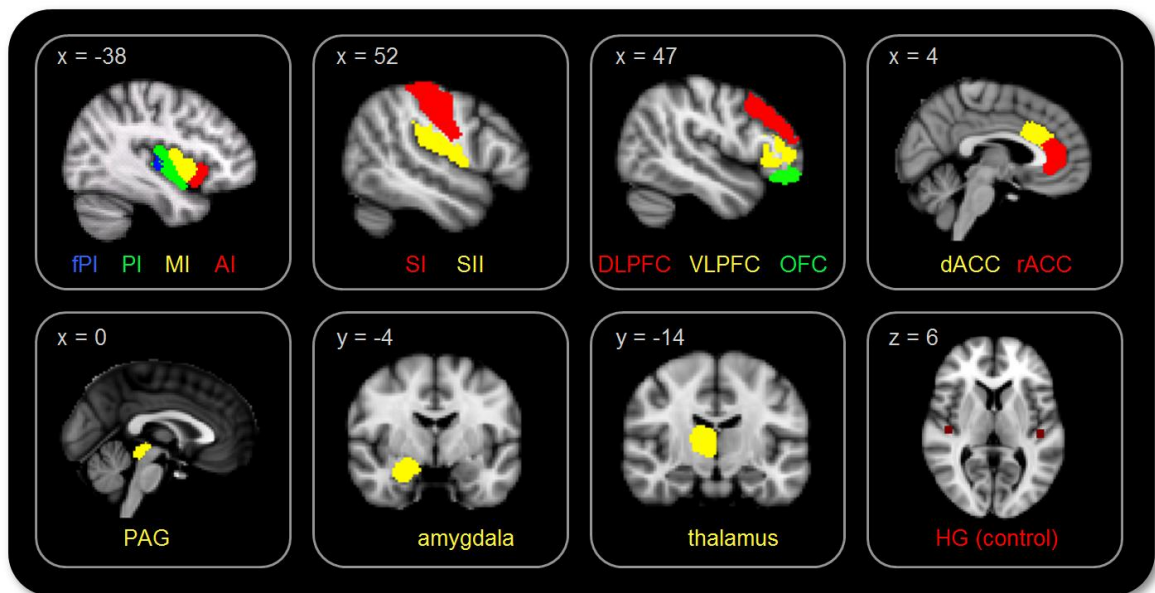 x = -38
fPI PI MI AI
x = 52
SI SII
x = 47
DLPFC VLPFC OFC
x = 4
dACC rACC
x = 0
PAG
y = -4
amygdala
y = -14
thalamus
z = 6
HG (control)